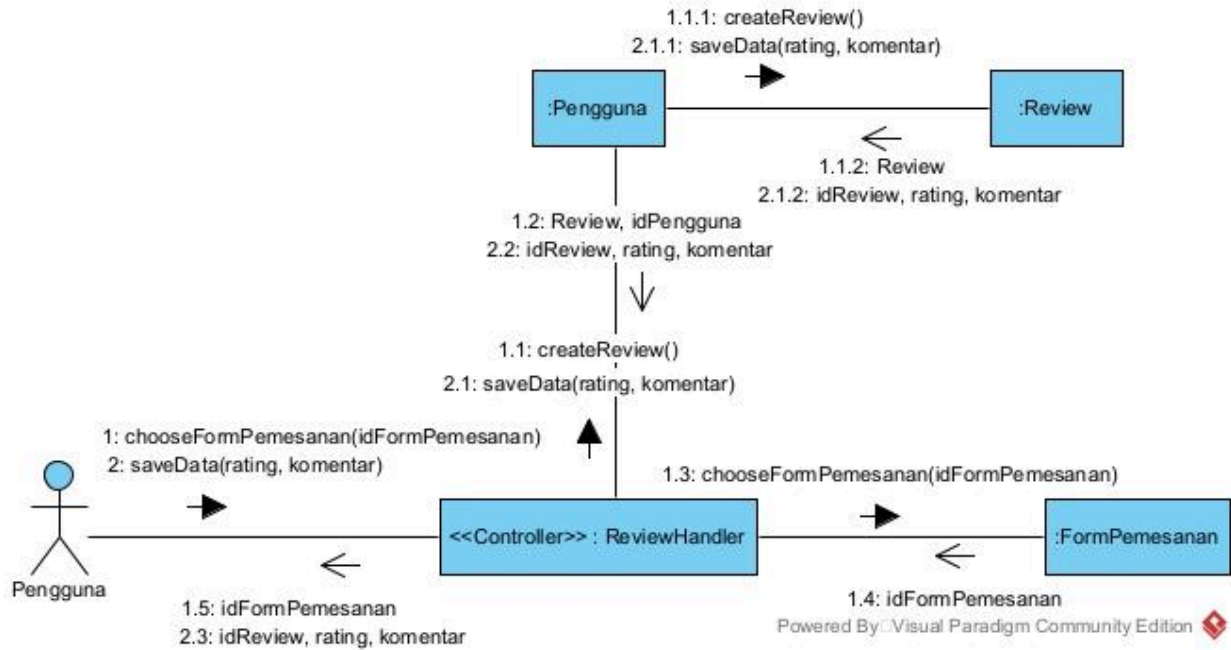 1.1.1: createReview()
2.1.1: saveData(rating, komentar)
:Pengguna
:Review
1.1.2: Review
2.1.2: idReview, rating, komentar
1.2: Review, idPengguna
2.2: idReview, rating, komentar
1.1: createReview()
2.1: saveData(rating, komentar)
1: chooseFormPemesanan(idFormPemesanan)
2: saveData(rating, komentar)
1.3: chooseFormPemesanan(idFormPemesanan)
<<Controller>> : ReviewHandler
:FormPemesanan
Pengguna
1.5: idFormPemesanan
2.3: idReview, rating, komentar
1.4: idFormPemesanan
Powered By Visual Paradigm Community Edition